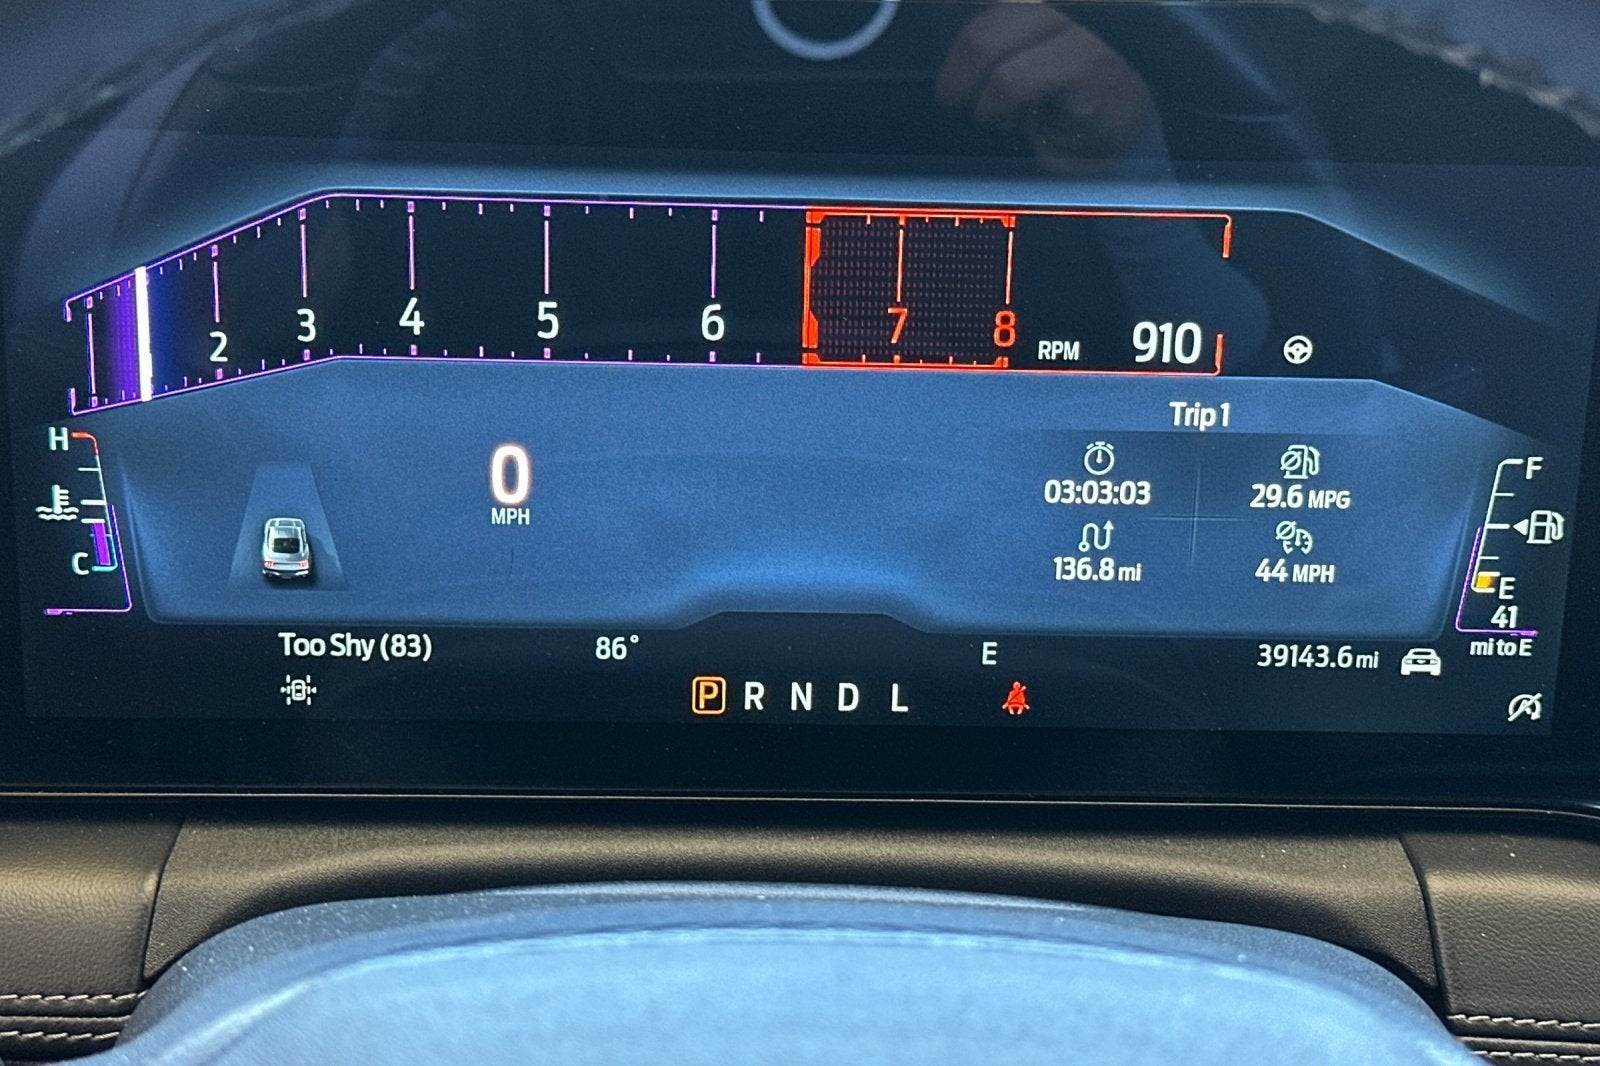 2 3 4 5 6 7 8 RPM 910
Trip 1
H
F
0
MPH
03:03:03
29.6 MPG
136.8 mi
44 MPH
C
E
41
mi to E
Too Shy (83)
86°
E
39143.6 mi
P R N D L